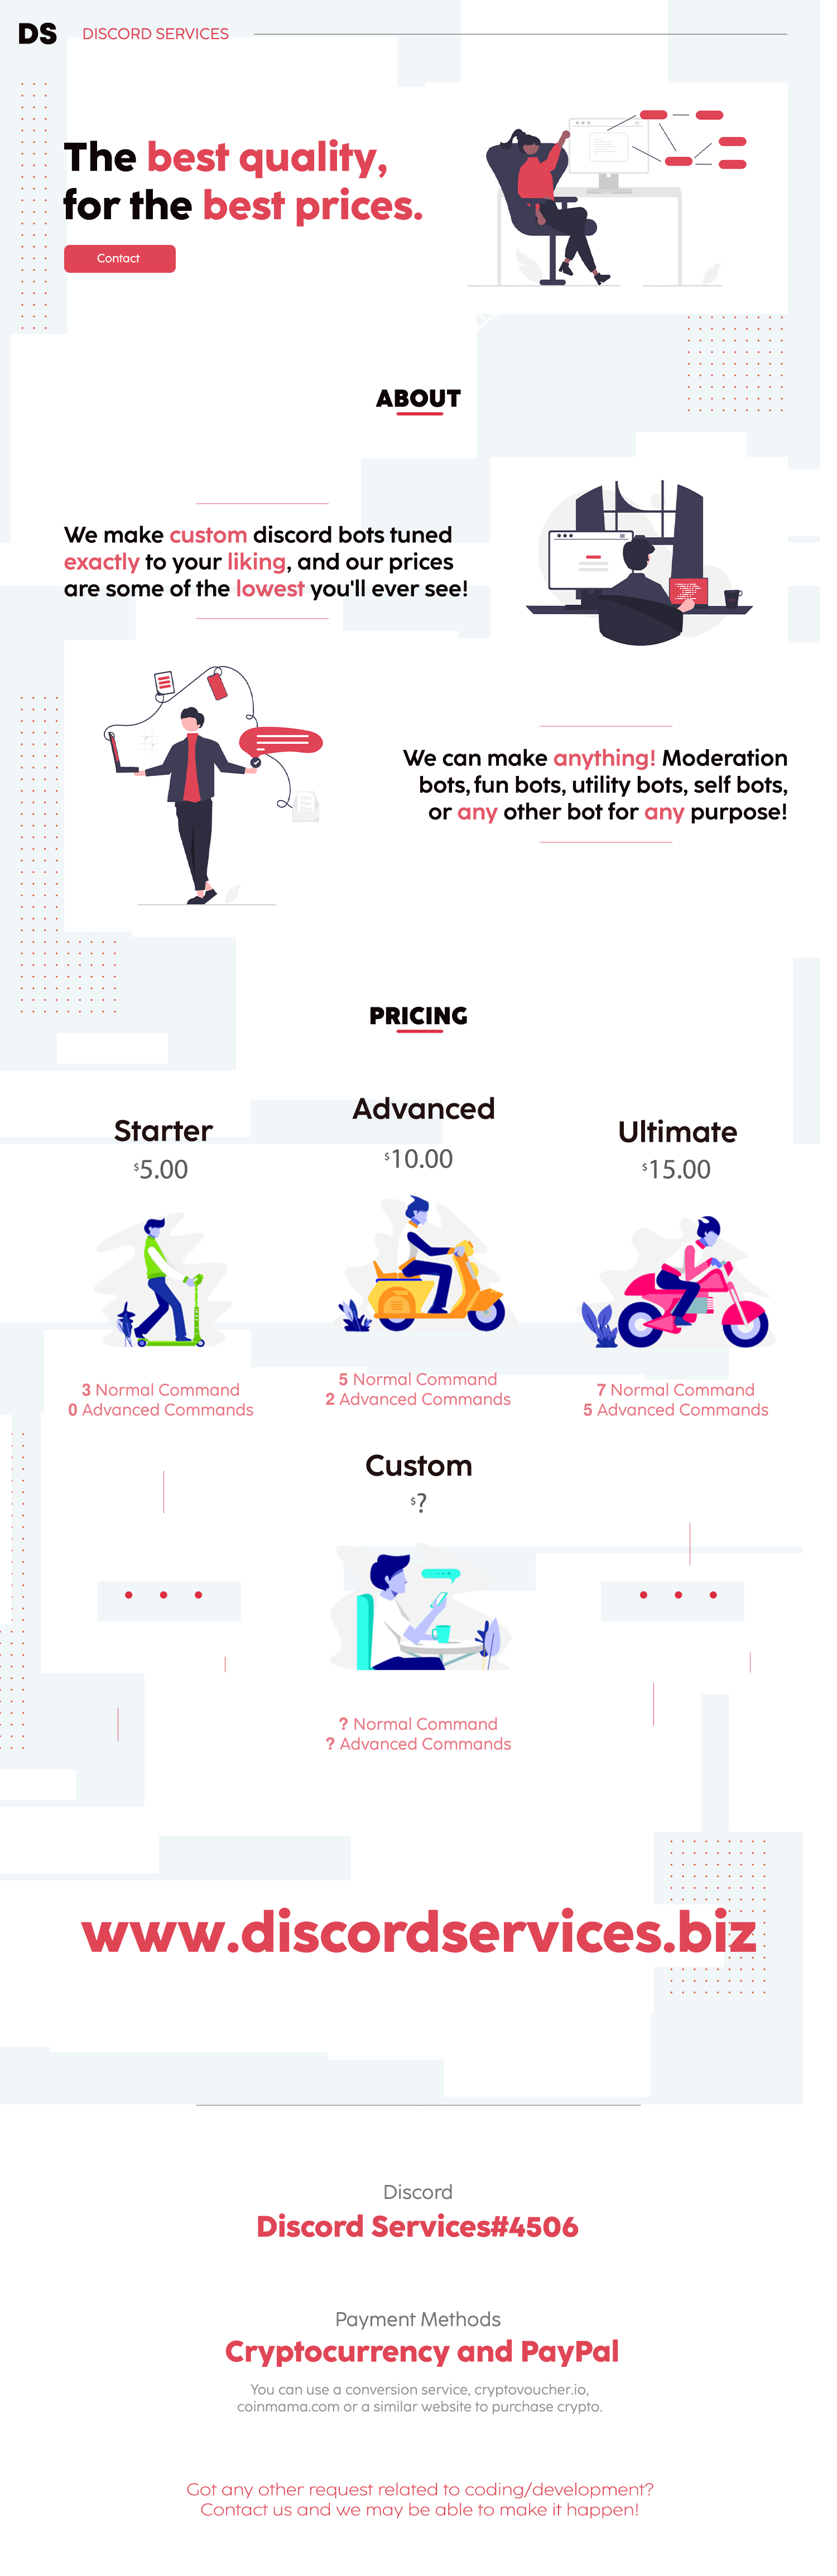 DS
DISCORD SERVICES
The best quality,
for the best prices.
Contact
ABOUT
We make custom discord bots tuned
exactly to your liking, and our prices
are some of the lowest you'll ever see!
We can make anything! Moderation
bots, fun bots, utility bots, self bots,
or any other bot for any purpose!
PRICING
Starter
$5.00
3 Normal Command
0 Advanced Commands
Advanced
$10.00
5 Normal Command
2 Advanced Commands
Ultimate
$15.00
7 Normal Command
5 Advanced Commands
Custom
$?
? Normal Command
? Advanced Commands
www.discordservices.biz
Discord
Discord Services#4506
Payment Methods
Cryptocurrency and PayPal
You can use a conversion service, cryptovoucher.io,
coinmama.com or a similar website to purchase crypto.
Got any other request related to coding/development?
Contact us and we may be able to make it happen!